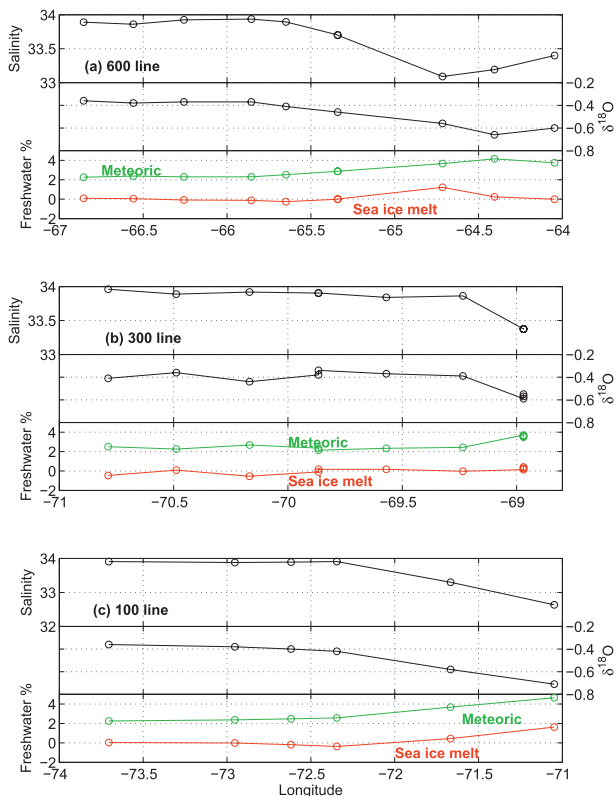 34
33.5
33
Salinity
(a) 600 line
−0.2
−0.4
−0.6
−0.8
δ18O
4
2
0
−2
Freshwater %
Meteoric
Sea ice melt
−67 −66.5 −66 −65.5 −65 −64.5 −64
34
33.5
33
Salinity
(b) 300 line
−0.2
−0.4
−0.6
−0.8
δ18O
4
2
0
−2
Freshwater %
Meteoric
Sea ice melt
−71 −70.5 −70 −69.5 −69
34
33
32
Salinity
(c) 100 line
−0.2
−0.4
−0.6
−0.8
δ18O
4
2
0
−2
Freshwater %
Meteoric
Sea ice melt
−74 −73.5 −73 −72.5 −72 −71.5 −71
Longitude